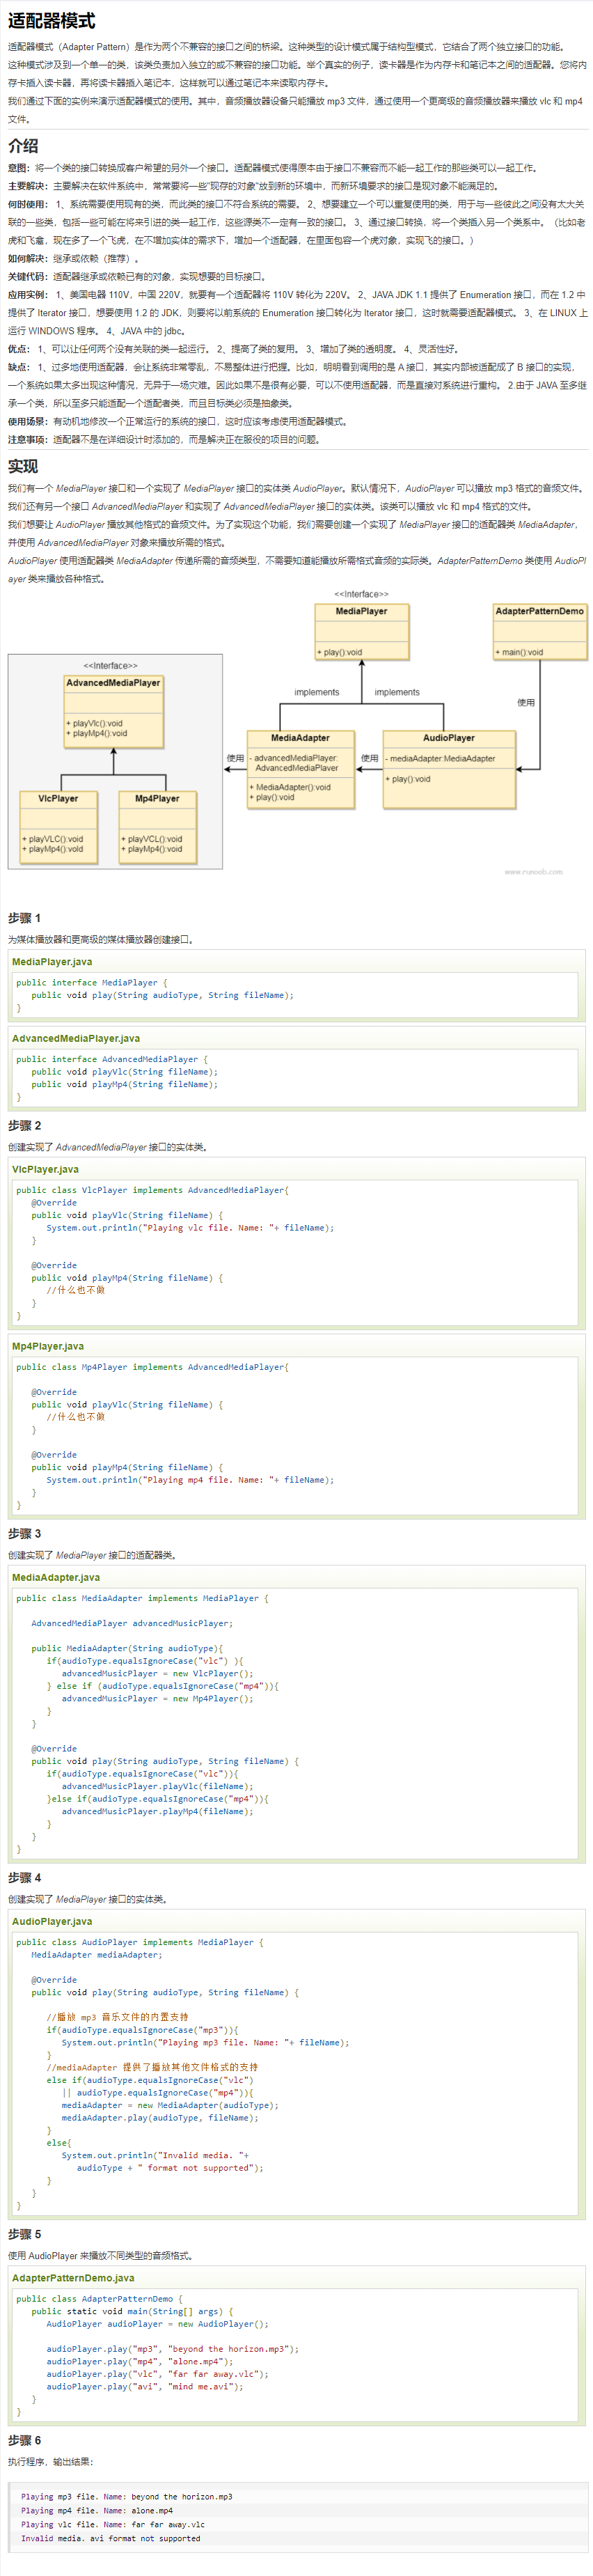 适配器模式
适配器模式（Adapter Pattern）是作为两个不兼容的接口之间的桥梁。这种类型的设计模式属于结构型模式，它结合了两个独立接口的功能。
这种模式涉及到一个单一的类，该类负责加入独立的或不兼容的接口功能。举个真实的例子，读卡器是作为内存卡和笔记本之间的适配器。您将内
存卡插入读卡器，再将读卡器插入笔记本，这样就可以通过笔记本来读取内存卡。
我们通过下面的实例来演示适配器模式的使用。其中，音频播放器设备只能播放 mp3 文件，通过使用一个更高级的音频播放器来播放 vlc 和 mp4
文件。
介绍
意图：将一个类的接口转换成客户希望的另外一个接口。适配器模式使得原本由于接口不兼容而不能一起工作的那些类可以一起工作。
主要解决：主要解决在软件系统中，常常要将一些"现存的对象"放到新的环境中，而新环境要求的接口是现对象不能满足的。
何时使用： 1、系统需要使用现有的类，而此类的接口不符合系统的需要。 2、想要建立一个可以重复使用的类，用于与一些彼此之间没有太大关
联的一些类，包括一些可能在将来引进的类一起工作，这些源类不一定有一致的接口。 3、通过接口转换，将一个类插入另一个类系中。（比如老
虎和飞禽，现在多了一个飞虎，在不增加实体的需求下，增加一个适配器，在里面包容一个虎对象，实现飞的接口。）
如何解决：继承或依赖（推荐）。
关键代码：适配器继承或依赖已有的对象，实现想要的目标接口。
应用实例： 1、美国电器 110V，中国 220V，就要有一个适配器将 110V 转化为 220V。 2、JAVA JDK 1.1 提供了 Enumeration 接口，而在 1.2 中
提供了 Iterator 接口，想要使用 1.2 的 JDK，则要将以前系统的 Enumeration 接口转化为 Iterator 接口，这时就需要适配器模式。 3、在 LINUX 上
运行 WINDOWS 程序。 4、JAVA 中的 jdbc。
优点： 1、可以让任何两个没有关联的类一起运行。 2、提高了类的复用。 3、增加了类的透明度。 4、灵活性好。
缺点： 1、过多地使用适配器，会让系统非常零乱，不易整体进行把握。比如，明明看到调用的是 A 接口，其实内部被适配成了 B 接口的实现，
一个系统如果太多出现这种情况，无异于一场灾难。因此如果不是很有必要，可以不使用适配器，而是直接对系统进行重构。 2.由于 JAVA 至多继
承一个类，所以至多只能适配一个适配者类，而且目标类必须是抽象类。
使用场景：有动机地修改一个正常运行的系统的接口，这时应该考虑使用适配器模式。
注意事项：适配器不是在详细设计时添加的，而是解决正在服役的项目的问题。
实现
我们有一个 MediaPlayer 接口和一个实现了 MediaPlayer 接口的实体类 AudioPlayer。默认情况下，AudioPlayer 可以播放 mp3 格式的音频文件。
我们还有另一个接口 AdvancedMediaPlayer 和实现了 AdvancedMediaPlayer 接口的实体类。该类可以播放 vlc 和 mp4 格式的文件。
我们想要让 AudioPlayer 播放其他格式的音频文件。为了实现这个功能，我们需要创建一个实现了 MediaPlayer 接口的适配器类 MediaAdapter，
并使用 AdvancedMediaPlayer 对象来播放所需的格式。
AudioPlayer 使用适配器类 MediaAdapter 传递所需的音频类型，不需要知道能播放所需格式音频的实际类。AdapterPatternDemo 类使用 AudioPl
ayer 类来播放各种格式。
<<Interface>>
MediaPlayer
+ play():void
AdapterPatternDemo
+ main():void
<<Interface>>
AdvancedMediaPlayer
+ playVlc():void
+ playMp4():void
implements
implements
使用
MediaAdapter
- advancedMediaPlayer:
AdvancedMediaPlayer
+ MediaAdapter():void
+ play():void
使用
使用
AudioPlayer
- mediaAdapter:MediaAdapter
+ play():void
VlcPlayer
+ playVLC():void
+ playMp4():void
Mp4Player
+ playVCL():void
+ playMp4():void
www.runoob.com
步骤 1
为媒体播放器和更高级的媒体播放器创建接口。
MediaPlayer.java
public interface MediaPlayer {
public void play(String audioType, String fileName);
}
AdvancedMediaPlayer.java
public interface AdvancedMediaPlayer {
public void playVlc(String fileName);
public void playMp4(String fileName);
}
步骤 2
创建实现了 AdvancedMediaPlayer 接口的实体类。
VlcPlayer.java
public class VlcPlayer implements AdvancedMediaPlayer{
@Override
public void playVlc(String fileName) {
System.out.println("Playing vlc file. Name: "+ fileName);
}
@Override
public void playMp4(String fileName) {
//什么也不做
}
}
Mp4Player.java
public class Mp4Player implements AdvancedMediaPlayer{
@Override
public void playVlc(String fileName) {
//什么也不做
}
@Override
public void playMp4(String fileName) {
System.out.println("Playing mp4 file. Name: "+ fileName);
}
}
步骤 3
创建实现了 MediaPlayer 接口的适配器类。
MediaAdapter.java
public class MediaAdapter implements MediaPlayer {
AdvancedMediaPlayer advancedMusicPlayer;
public MediaAdapter(String audioType){
if(audioType.equalsIgnoreCase("vlc") ){
advancedMusicPlayer = new VlcPlayer();
} else if (audioType.equalsIgnoreCase("mp4")){
advancedMusicPlayer = new Mp4Player();
}
}
@Override
public void play(String audioType, String fileName) {
if(audioType.equalsIgnoreCase("vlc")){
advancedMusicPlayer.playVlc(fileName);
}else if(audioType.equalsIgnoreCase("mp4")){
advancedMusicPlayer.playMp4(fileName);
}
}
}
步骤 4
创建实现了 MediaPlayer 接口的实体类。
AudioPlayer.java
public class AudioPlayer implements MediaPlayer {
MediaAdapter mediaAdapter;
@Override
public void play(String audioType, String fileName) {
//播放 mp3 音乐文件的内置支持
if(audioType.equalsIgnoreCase("mp3")){
System.out.println("Playing mp3 file. Name: "+ fileName);
}
//mediaAdapter 提供了播放其他文件格式的支持
else if(audioType.equalsIgnoreCase("vlc")
|| audioType.equalsIgnoreCase("mp4")){
mediaAdapter = new MediaAdapter(audioType);
mediaAdapter.play(audioType, fileName);
}
else{
System.out.println("Invalid media. "+
audioType + " format not supported");
}
}
}
步骤 5
使用 AudioPlayer 来播放不同类型的音频格式。
AdapterPatternDemo.java
public class AdapterPatternDemo {
public static void main(String[] args) {
AudioPlayer audioPlayer = new AudioPlayer();
audioPlayer.play("mp3", "beyond the horizon.mp3");
audioPlayer.play("mp4", "alone.mp4");
audioPlayer.play("vlc", "far far away.vlc");
audioPlayer.play("avi", "mind me.avi");
}
}
步骤 6
执行程序，输出结果：
Playing mp3 file. Name: beyond the horizon.mp3
Playing mp4 file. Name: alone.mp4
Playing vlc file. Name: far far away.vlc
Invalid media. avi format not supported